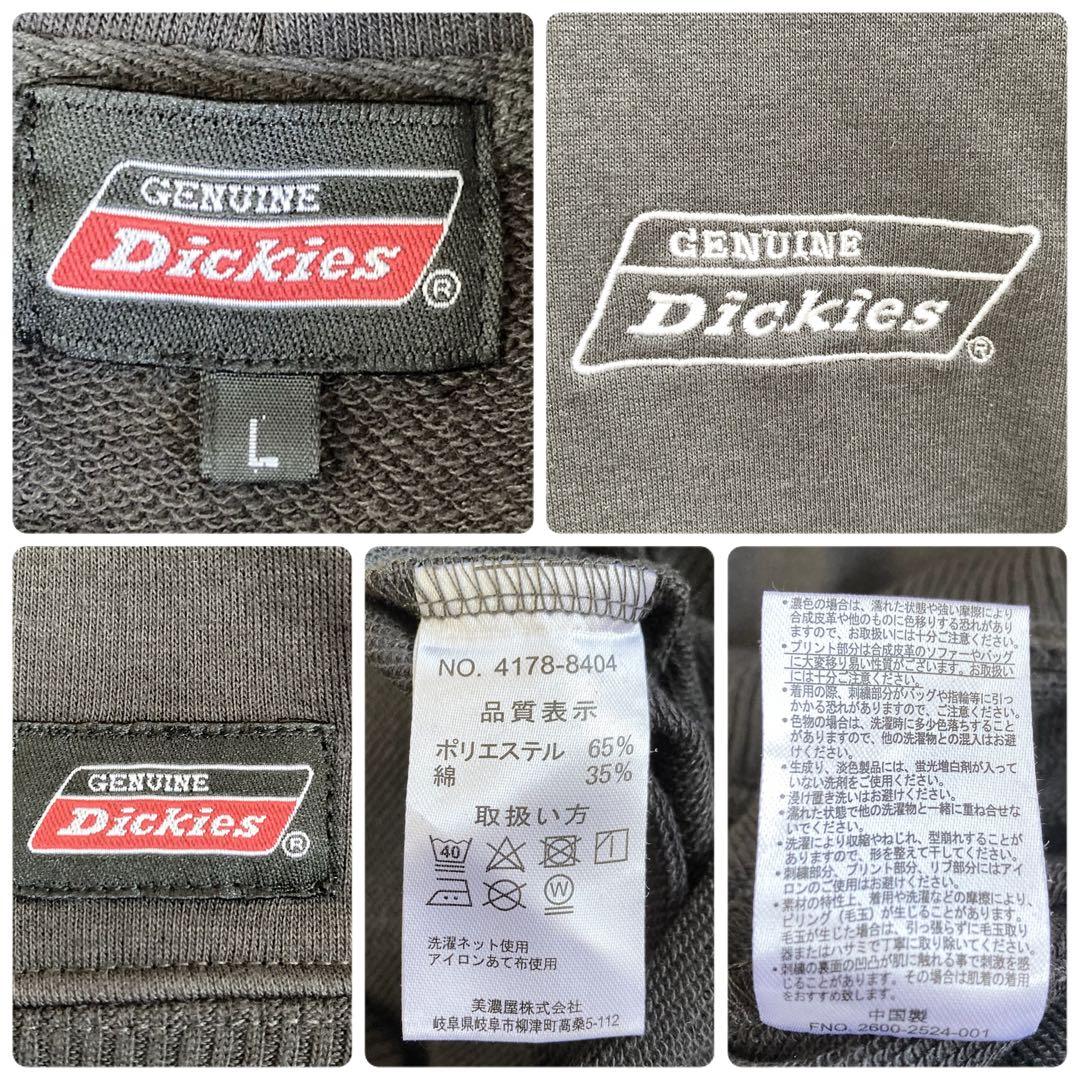 GENUINE
Dickies®
L
GENUINE
Dickies®
GENUINE
Dickies®
NO. 4178-8404
品質表示
ポリエステル 65%
綿 35%
取扱い方
40
W
洗濯ネット使用
アイロンあて布使用
美濃屋株式会社
岐阜県岐阜市柳津町高桑5-112
•濃色の場合は、濡れた状態や強い摩擦により
合成皮革や他のものに色移りする恐れがあり
ますので、お取扱いには十分ご注意ください。
•プリント部分は合成皮革のソファーやバッグ
に大変移り易い性質がございます。お取扱い
には十分ご注意ください。
•着用の際、刺繍部分がバッグや指輪等に引っ
かかる恐れがありますので、ご注意ください。
•色物の場合は、洗濯時に多少色落ちすること
がありますので、他の洗濯物との混入はお避
けください。
•生成り、淡色製品には、蛍光増白剤が入って
いない洗剤をご使用ください。
•浸け置き洗いはお避けください。
•濡れた状態で他の洗濯物と一緒に重ね合せな
いでください。
•洗濯により収縮やねじれ、型崩れすることが
ありますので、形を整えて干してください。
•刺繍部分、プリント部分、リブ部分にはアイ
ロンのご使用はお避けください。
•素材の特性上、着用や洗濯などの摩擦により、
ピリング（毛玉）が生じることがあります。
毛玉が生じた場合は、引っ張らずに毛玉取り
器またはハサミで丁寧に取り除いてください。
•刺繍の裏面の凹凸が肌に触れる事で刺激を感
じることがあります。その場合は肌着の着用
をおすすめ致します。
中国製
FNO. 2600-2524-001